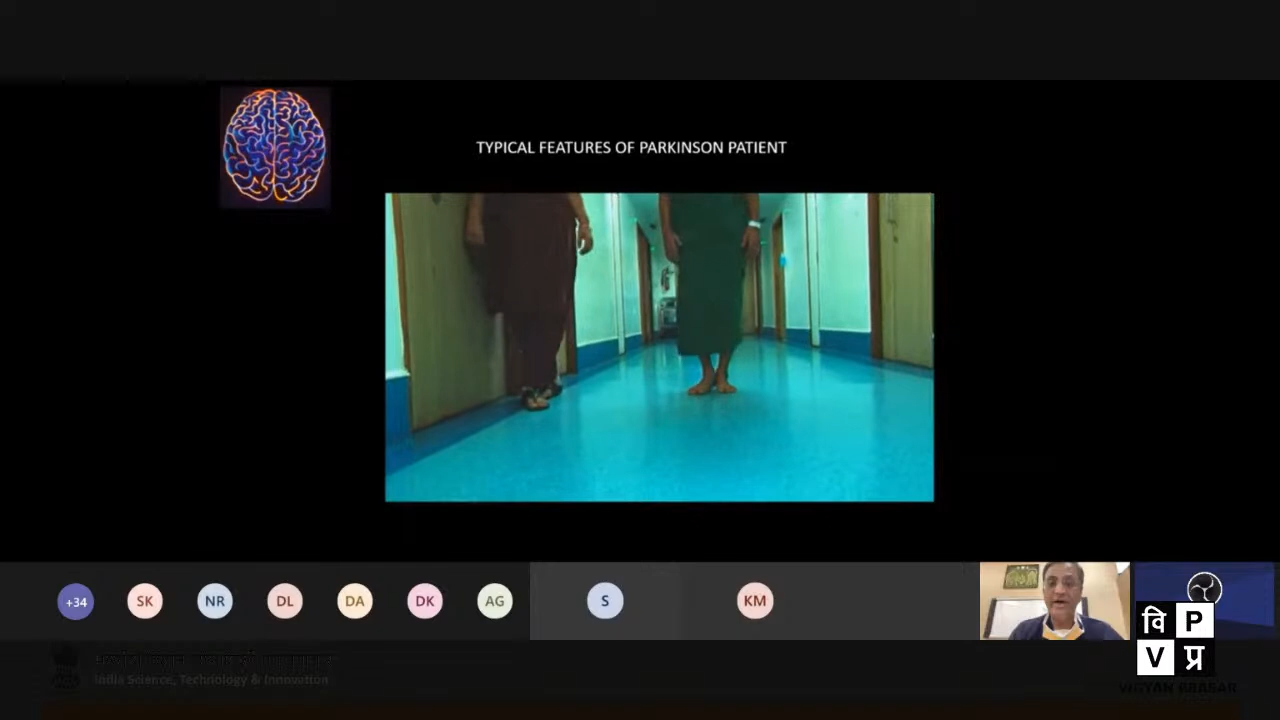 TYPICAL FEATURES OF PARKINSON PATIENT
+34
SK
NR
DL
DA
DK
AG
S
KM
वि P
V प्र
India Science, Technology & Innovation
VIGYAN PRASAR